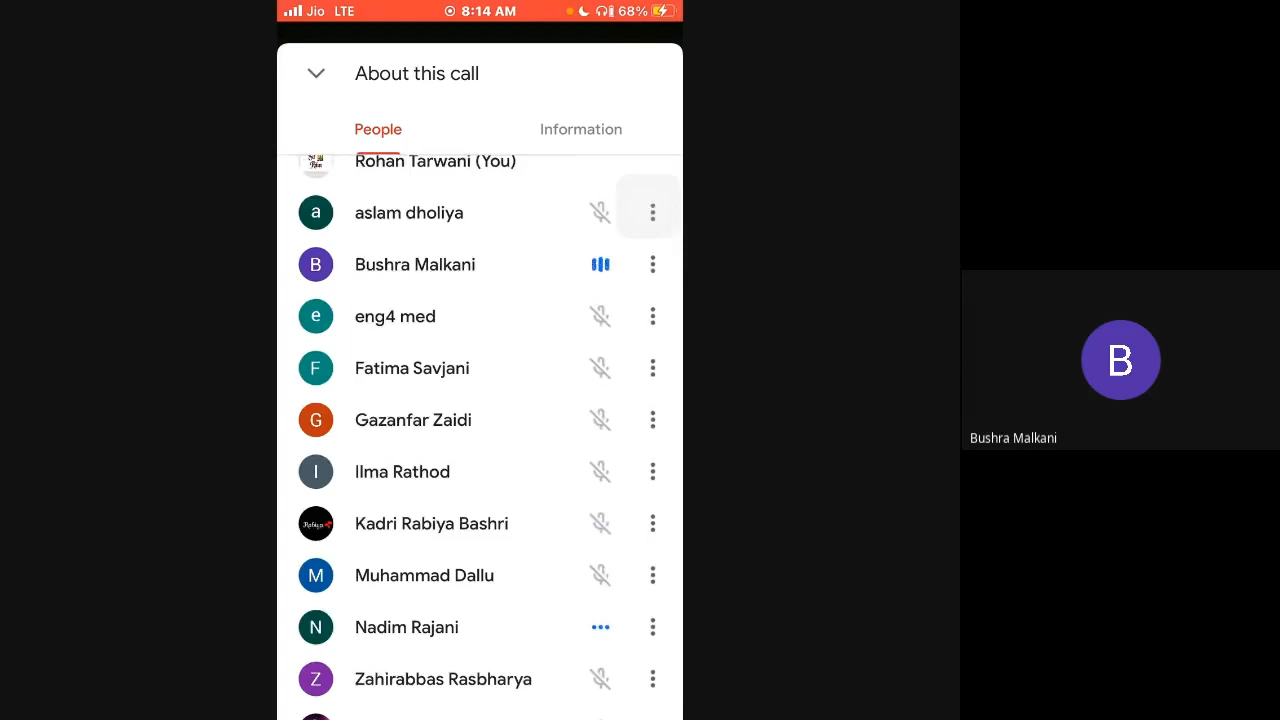 Jio LTE 8:14 AM 68%
About this call
People Information
Rohan Tarwani (You)
a aslam dholiya
B Bushra Malkani
e eng4 med
F Fatima Savjani
G Gazanfar Zaidi
I Ilma Rathod
Rabiya Kadri Rabiya Bashri
M Muhammad Dallu
N Nadim Rajani
Z Zahirabbas Rasbharya
B
Bushra Malkani